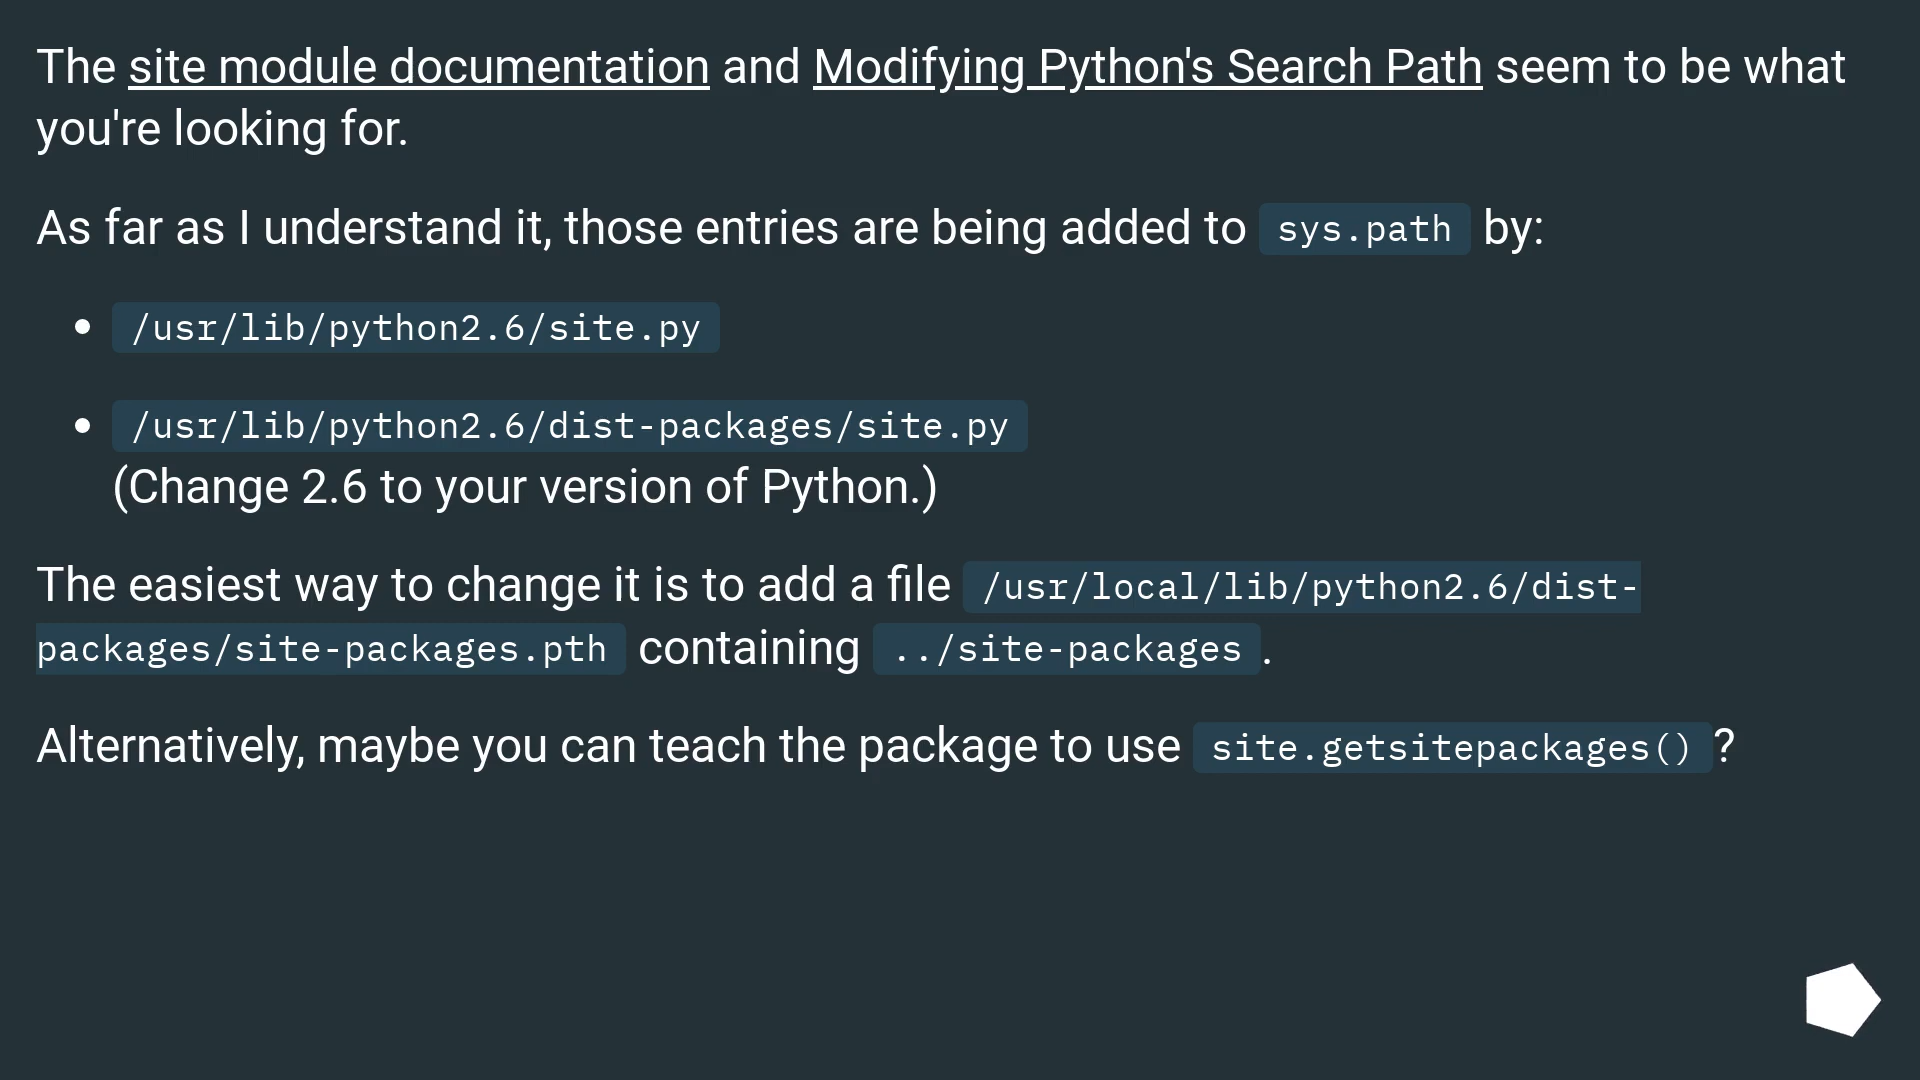 The site module documentation and Modifying Python's Search Path seem to be what
you're looking for.
As far as I understand it, those entries are being added to sys.path by:
/usr/lib/python2.6/site.py
/usr/lib/python2.6/dist-packages/site.py
(Change 2.6 to your version of Python.)
The easiest way to change it is to add a file /usr/local/lib/python2.6/dist-
packages/site-packages.pth containing ../site-packages.
Alternatively, maybe you can teach the package to use site.getsitepackages()?